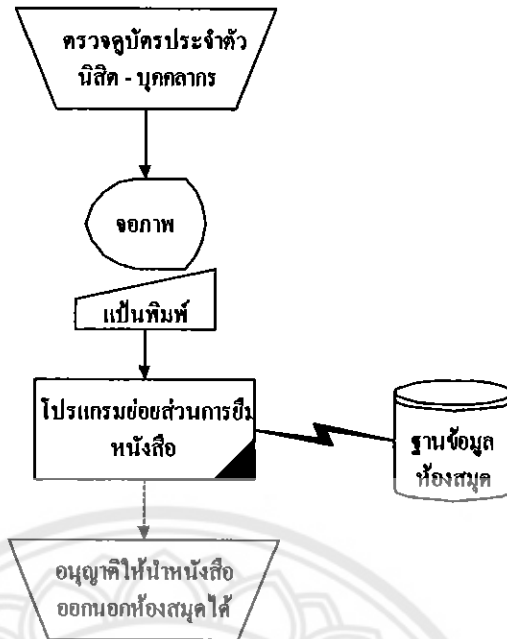 ตรวจดูบัตรประจำตัว
นิสิต - บุคคลากร
จอภาพ
แป้นพิมพ์
โปรแกรมย่อยส่วนการยืม
หนังสือ
ฐานข้อมูล
ห้องสมุด
อนุญาติให้นำหนังสือ
ออกนอกห้องสมุดได้